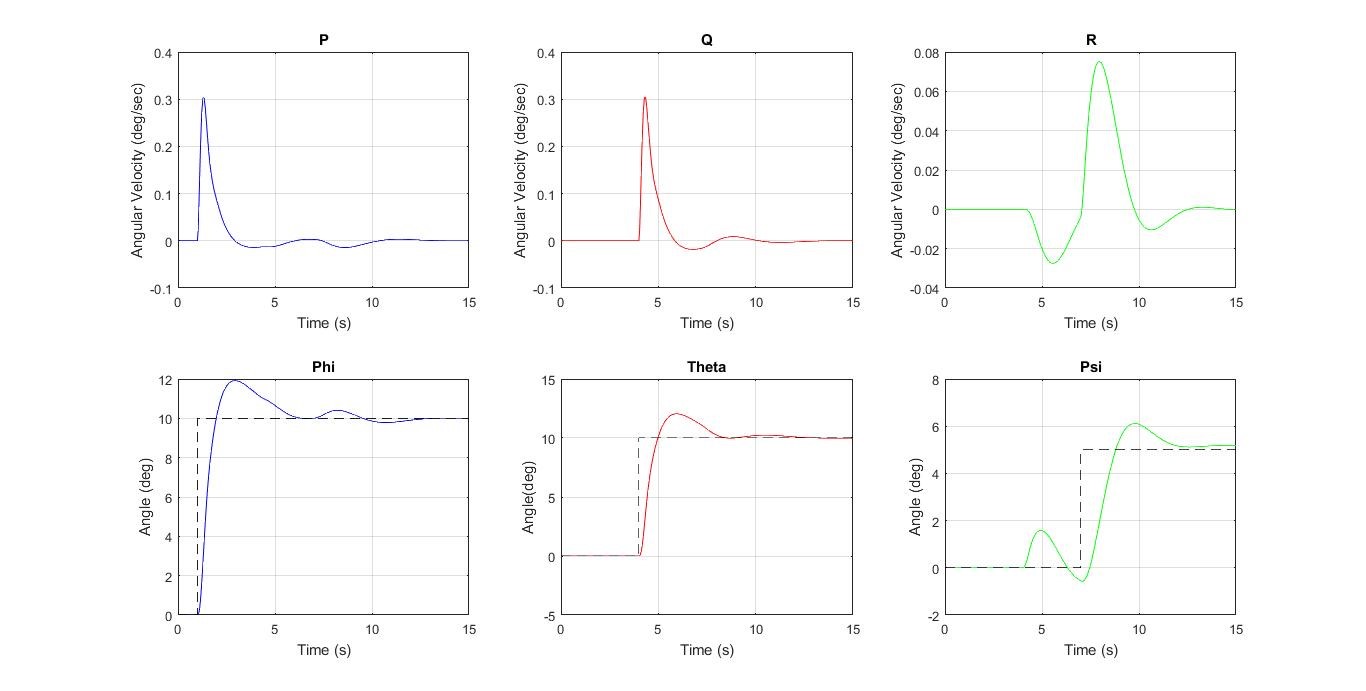 P
Q
R
Angular Velocity (deg/sec)
0.4
0.3
0.2
0.1
0
-0.1
0 5 10 15
Time (s)
Angular Velocity (deg/sec)
0.4
0.3
0.2
0.1
0
-0.1
0 5 10 15
Time (s)
Angular Velocity (deg/sec)
0.08
0.06
0.04
0.02
0
-0.02
-0.04
0 5 10 15
Time (s)
Phi
Theta
Psi
Angle (deg)
12
10
8
6
4
2
0
0 5 10 15
Time (s)
Angle(deg)
15
10
5
0
-5
0 5 10 15
Time (s)
Angle (deg)
8
6
4
2
0
-2
0 5 10 15
Time (s)